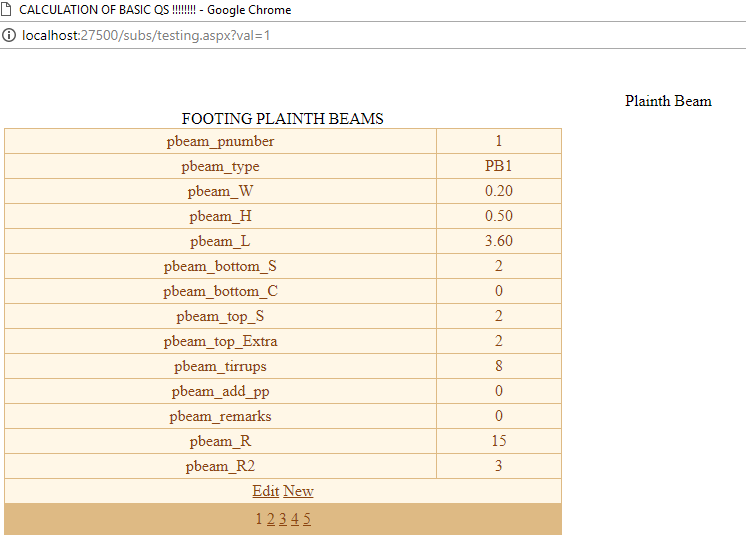 CALCULATION OF BASIC QS !!!!!!!! - Google Chrome
localhost:27500/subs/testing.aspx?val=1
Plainth Beam
FOOTING PLAINTH BEAMS
pbeam_pnumber 1
pbeam_type PB1
pbeam_W 0.20
pbeam_H 0.50
pbeam_L 3.60
pbeam_bottom_S 2
pbeam_bottom_C 0
pbeam_top_S 2
pbeam_top_Extra 2
pbeam_tirrups 8
pbeam_add_pp 0
pbeam_remarks 0
pbeam_R 15
pbeam_R2 3
Edit New
1 2 3 4 5